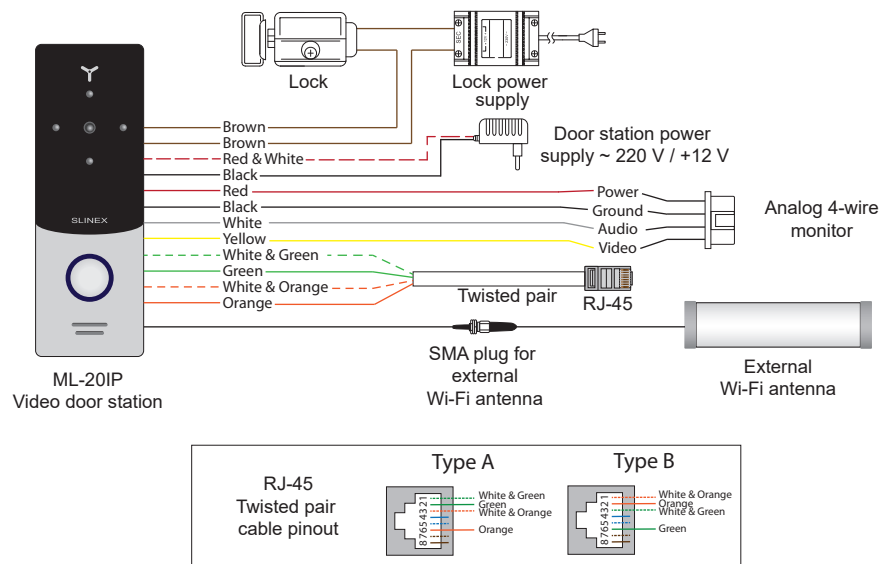 Lock
Lock power
supply
SEC
~220V~
Brown
Brown
Red & White
Black
Red
Black
White
Yellow
White & Green
Green
White & Orange
Orange
Door station power
supply ~ 220 V / +12 V
Power
Ground
Audio
Video
Analog 4-wire
monitor
SLINEX
Twisted pair
RJ-45
SMA plug for
external
Wi-Fi antenna
External
Wi-Fi antenna
ML-20IP
Video door station
RJ-45
Twisted pair
cable pinout
Type A
87654321
White & Green
Green
White & Orange
Orange
Type B
87654321
White & Orange
Orange
White & Green
Green